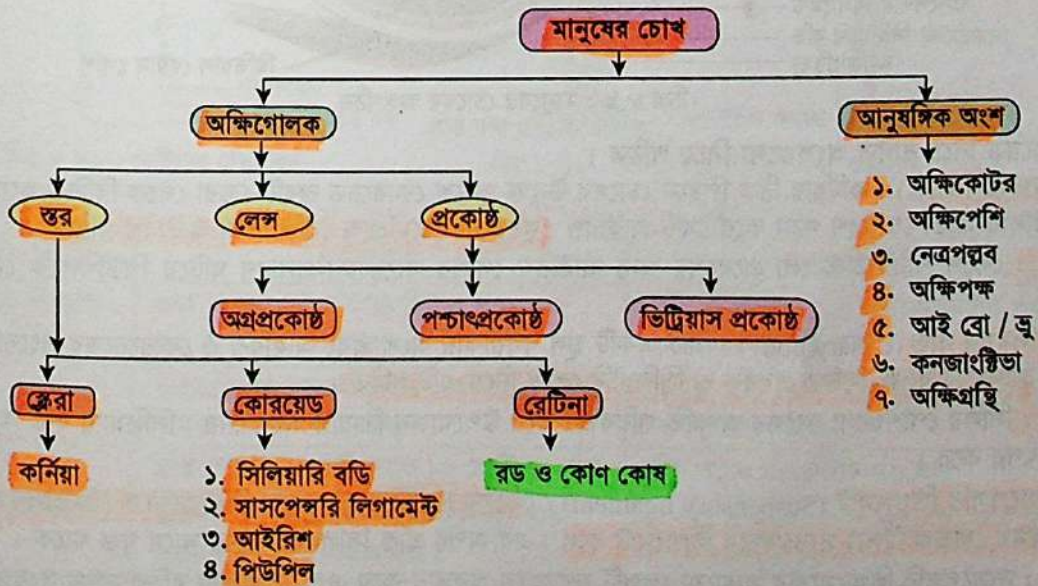 মানুষের চোখ
অক্ষিগোলক
আনুষঙ্গিক অংশ
স্তর
লেন্স
প্রকোষ্ঠ
১. অক্ষিকোটর
২. অক্ষিপেশি
৩. নেত্রপল্লব
৪. অক্ষিপক্ষ
৫. আই ব্রো / ভ্রূ
৬. কনজাংষ্টিভা
৭. অক্ষিগ্রন্থি
অগ্রপ্রকোষ্ঠ
পশ্চাৎপ্রকোষ্ঠ
ভিট্রিয়াস প্রকোষ্ঠ
স্ক্লেরা
কোরয়েড
রেটিনা
কর্নিয়া
১. সিলিয়ারি বডি
২. সাসপেন্সরি লিগামেন্ট
৩. আইরিশ
৪. পিউপিল
রড ও কোণ কোষ